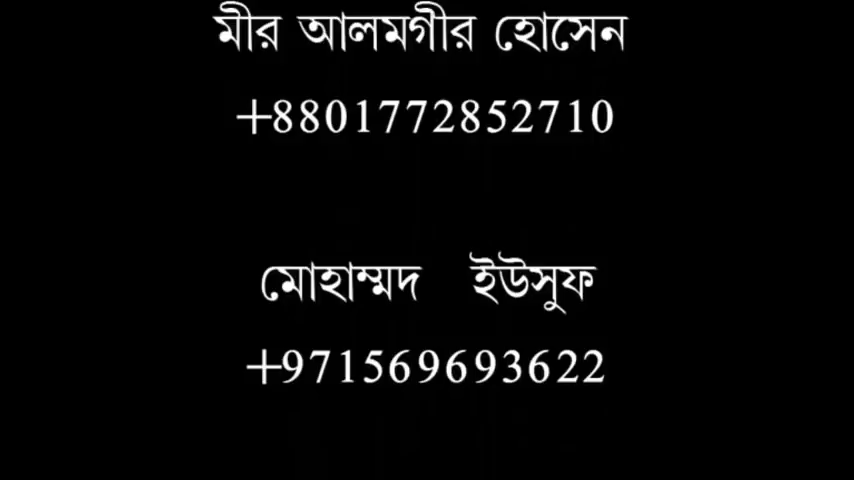 মীর আলমগীর হোসেন
+8801772852710
মোহাম্মদ ইউসুফ
+971569693622